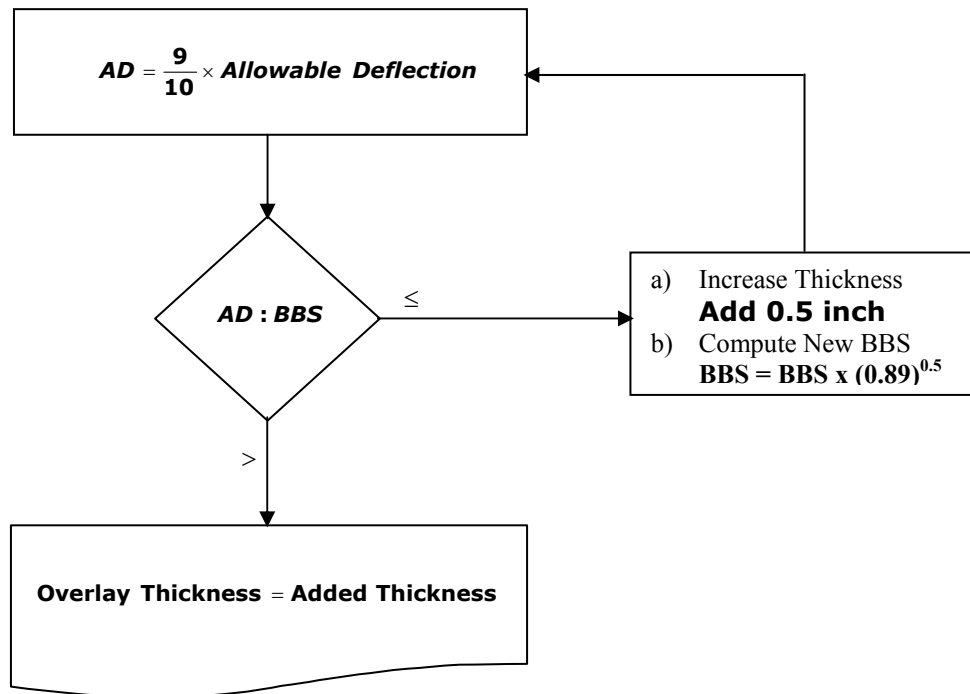 AD = 9/10 × Allowable Deflection
AD : BBS
≤
a) Increase Thickness
Add 0.5 inch
b) Compute New BBS
BBS = BBS x (0.89)^0.5
>
Overlay Thickness = Added Thickness